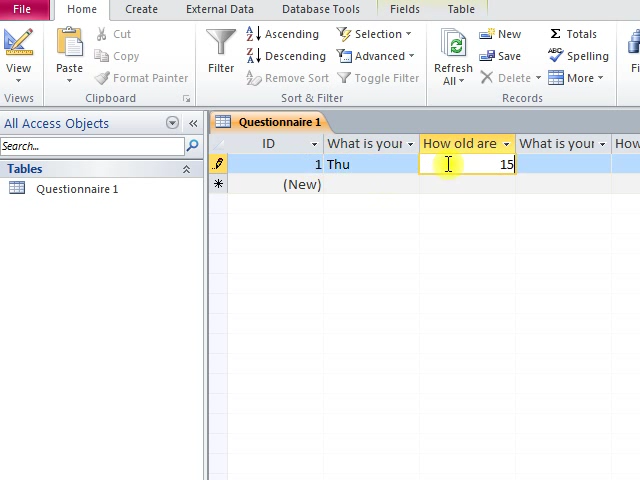 File Home Create External Data Database Tools Fields Table
View Paste Cut Copy Format Painter Filter Ascending Descending Remove Sort Selection Advanced Toggle Filter Refresh All New Save Delete Totals Spelling More
Views Clipboard Sort & Filter Records
All Access Objects
Search...
Tables
Questionnaire 1
Questionnaire 1
ID What is your How old are What is your How
1 Thu 15
(New)